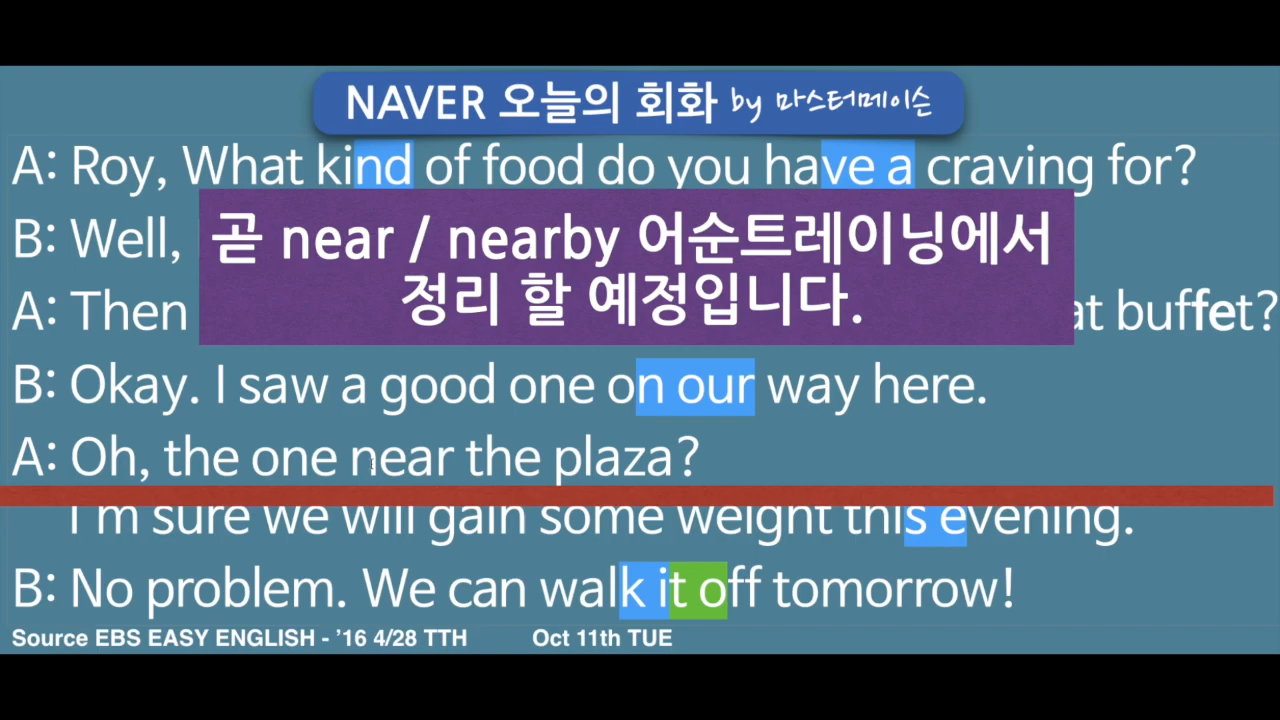 NAVER 오늘의 회화 by 마스터메이슨
A: Roy, What kind of food do you have a craving for?
B: Well,
곧 near / nearby 어순트레이닝에서
정리 할 예정입니다.
A: Then at buffet?
B: Okay. I saw a good one on our way here.
A: Oh, the one near the plaza?
I'm sure we will gain some weight this evening.
B: No problem. We can walk it off tomorrow!
Source EBS EASY ENGLISH - ’16 4/28 TTH Oct 11th TUE